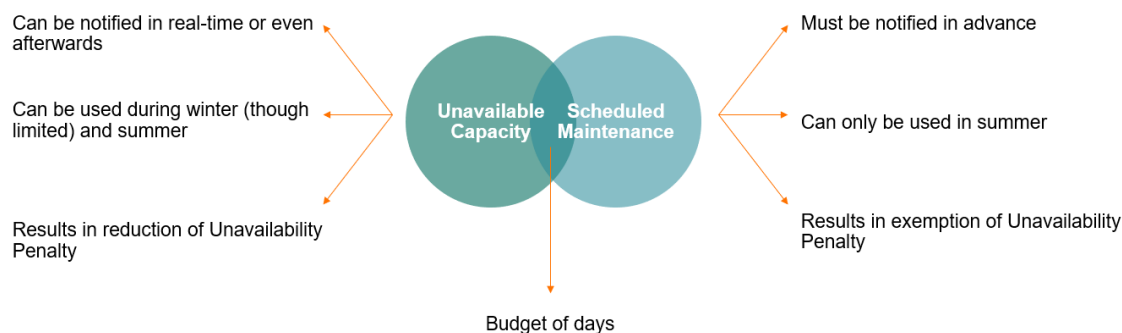 Can be notified in real-time or even
afterwards
Can be used during winter (though
limited) and summer
Results in reduction of Unavailability
Penalty
Unavailable
Capacity
Scheduled
Maintenance
Must be notified in advance
Can only be used in summer
Results in exemption of Unavailability
Penalty
Budget of days